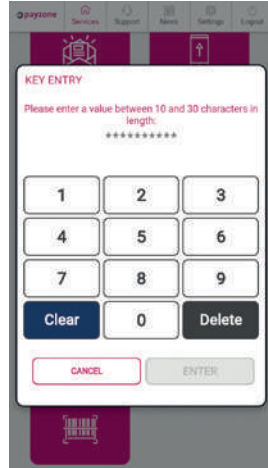 payzone Services Support News Settings Logout
KEY ENTRY
Please enter a value between 10 and 30 characters in
length:
**********
1 2 3
4 5 6
7 8 9
Clear 0 Delete
CANCEL ENTER